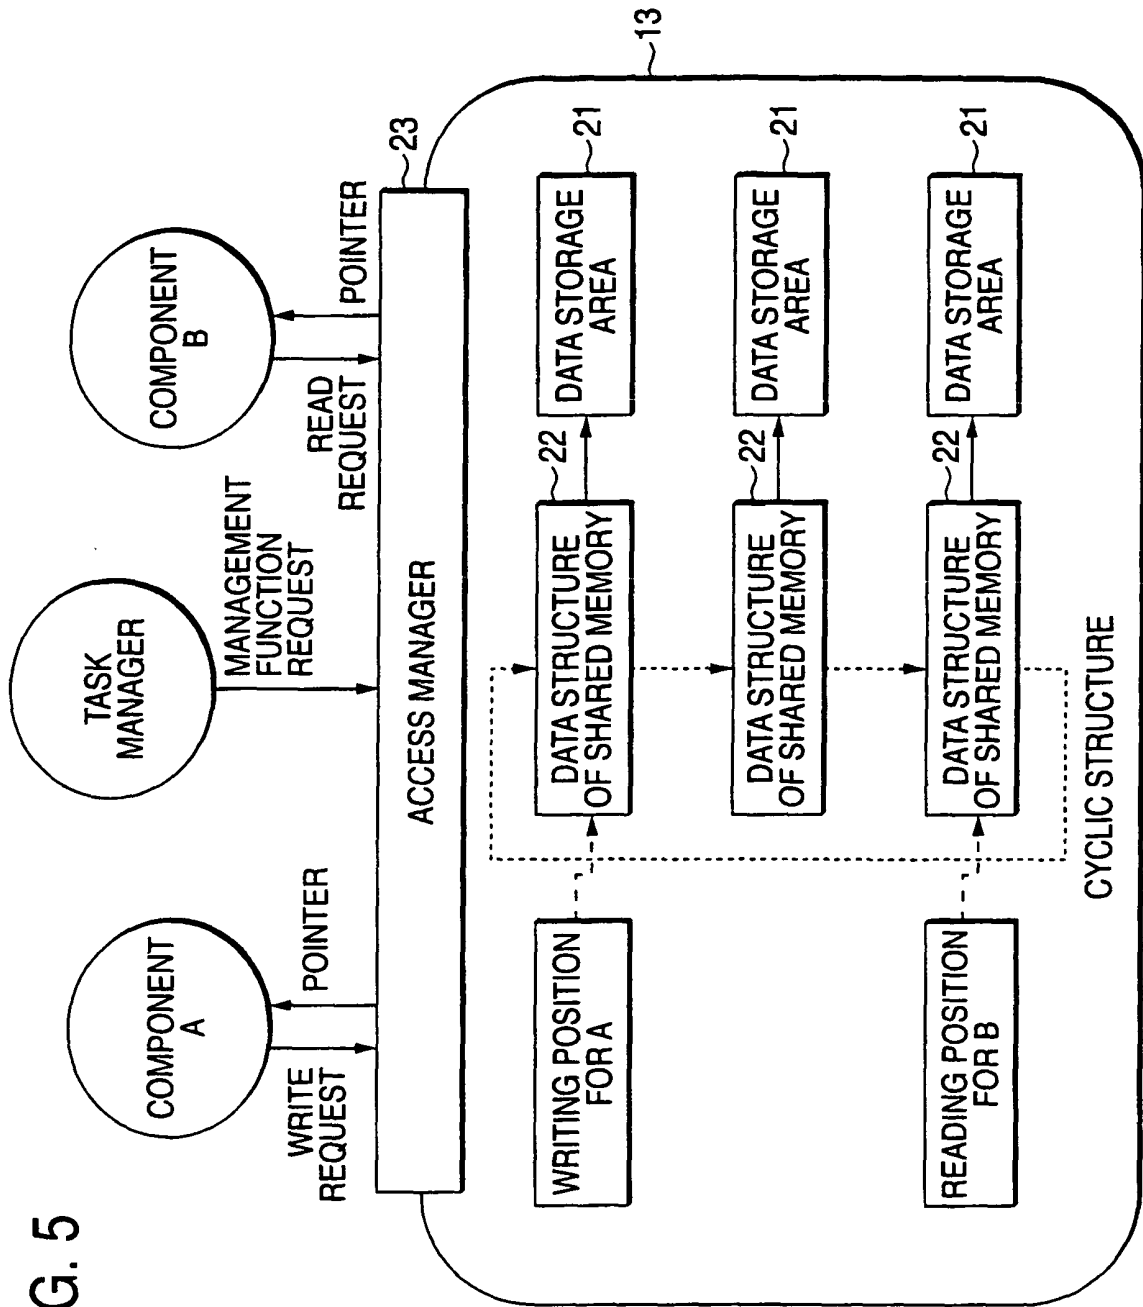 G. 5
COMPONENT
A
TASK
MANAGER
COMPONENT
B
WRITE
REQUEST
POINTER
MANAGEMENT
FUNCTION
REQUEST
READ
REQUEST
POINTER
ACCESS MANAGER
23
13
WRITING POSITION
FOR A
DATA STRUCTURE
OF SHARED MEMORY
22
DATA STORAGE
AREA
21
DATA STRUCTURE
OF SHARED MEMORY
22
DATA STORAGE
AREA
21
READING POSITION
FOR B
DATA STRUCTURE
OF SHARED MEMORY
22
DATA STORAGE
AREA
21
CYCLIC STRUCTURE